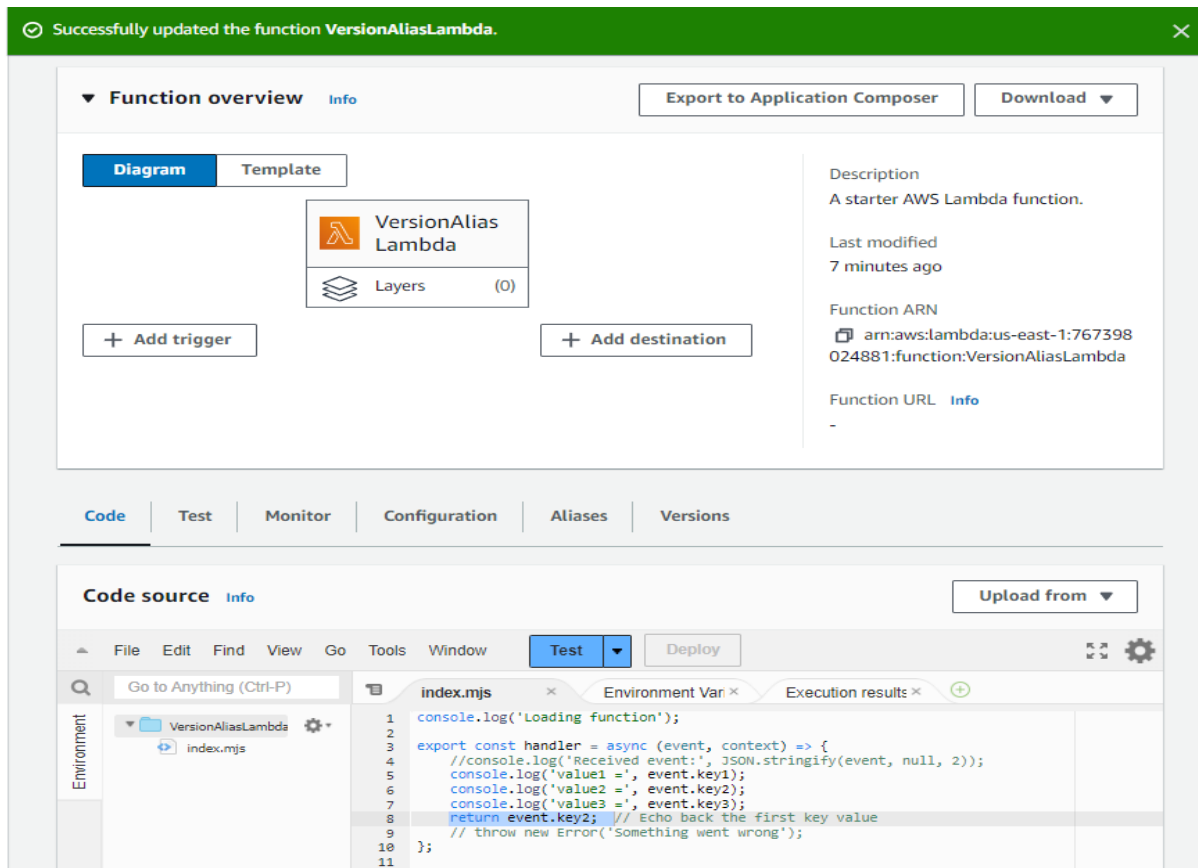 Successfully updated the function VersionAliasLambda.
Function overview Info
Export to Application Composer
Download
Diagram
Template
VersionAlias
Lambda
Layers (0)
+ Add trigger
+ Add destination
Description
A starter AWS Lambda function.
Last modified
7 minutes ago
Function ARN
arn:aws:lambda:us-east-1:767398
024881:function:VersionAliasLambda
Function URL Info
-
Code Test Monitor Configuration Aliases Versions
Code source Info
Upload from
File Edit Find View Go Tools Window Test Deploy
Go to Anything (Ctrl-P)
index.mjs × Environment Vari × Execution results ×
Environment
VersionAliasLambda
index.mjs
1 console.log('Loading function');
2
3 export const handler = async (event, context) => {
4 //console.log('Received event:', JSON.stringify(event, null, 2));
5 console.log('value1 =', event.key1);
6 console.log('value2 =', event.key2);
7 console.log('value3 =', event.key3);
8 return event.key2; // Echo back the first key value
9 // throw new Error('Something went wrong');
10 };
11